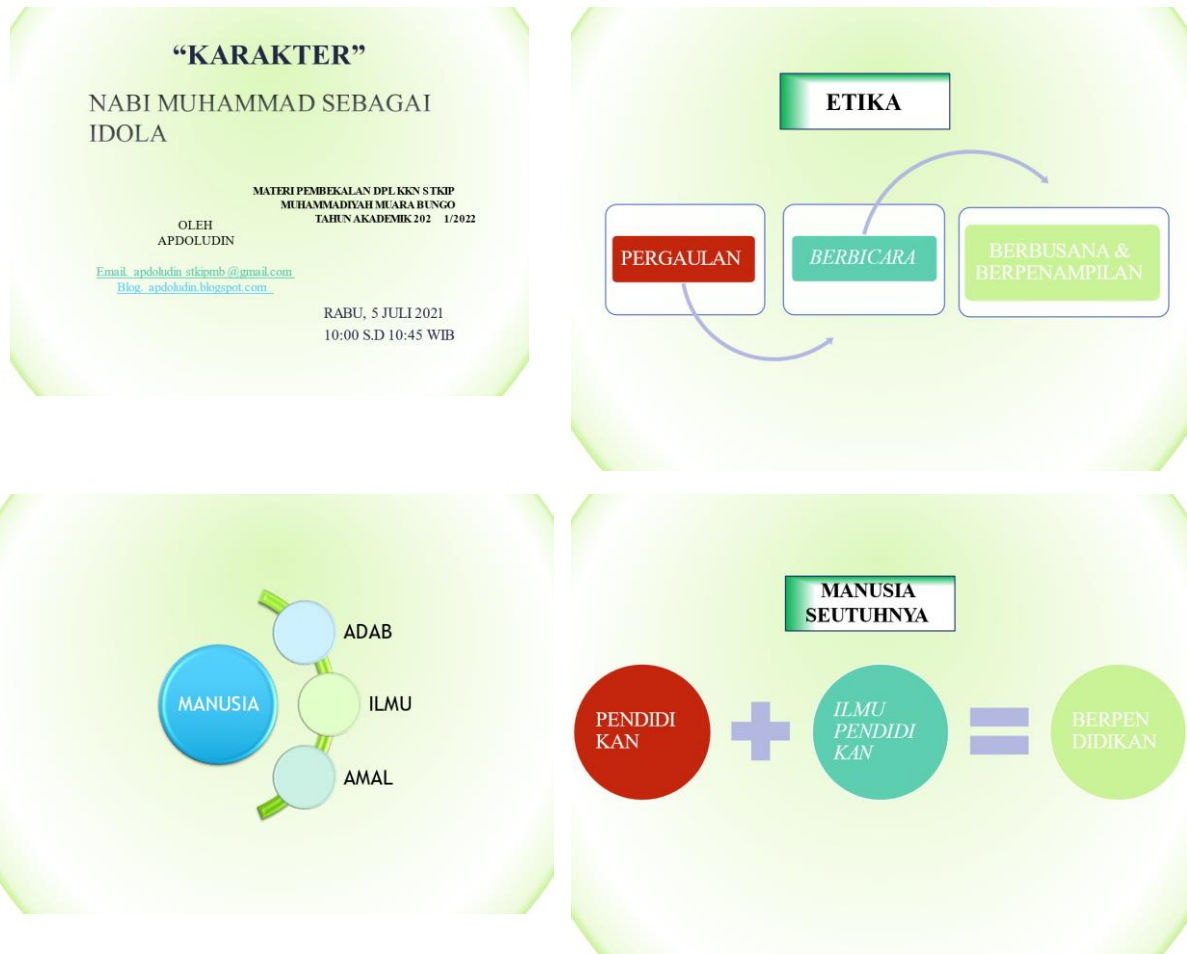 “KARAKTER”
NABI MUHAMMAD SEBAGAI
IDOLA
MATERI PEMBEKALAN DPL KKN STKIP
MUHAMMADIYAH MUARA BUNGO
TAHUN AKADEMIK 202 1/2022
OLEH
APDOLUDIN
Email. apdoludin.stkipmb@gmail.com
Blog. apdoludin.blogspot.com
RABU, 5 JULI 2021
10:00 S.D 10:45 WIB
ETIKA
PERGAULAN
BERBICARA
BERBUSANA &
BERPENAMPILAN
MANUSIA
ADAB
ILMU
AMAL
MANUSIA
SEUTUHNYA
PENDIDI
KAN
ILMU
PENDIDI
KAN
BERPEN
DIDIKAN